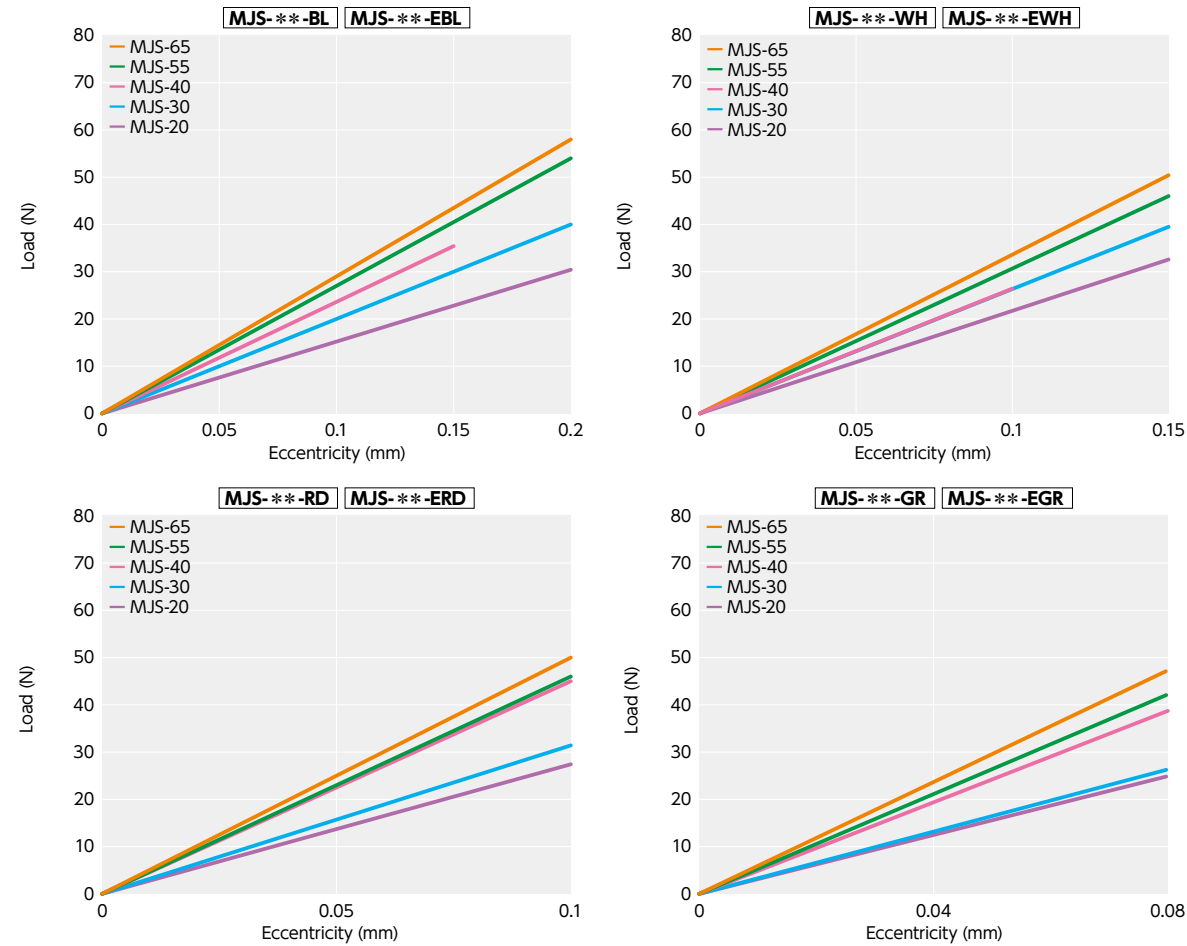 MJS-**-BL MJS-**-EBL
80
70
60
50
40
30
20
10
0
Load (N)
MJS-65
MJS-55
MJS-40
MJS-30
MJS-20
0 0.05 0.1 0.15 0.2
Eccentricity (mm)
MJS-**-WH MJS-**-EWH
80
70
60
50
40
30
20
10
0
Load (N)
MJS-65
MJS-55
MJS-40
MJS-30
MJS-20
0 0.05 0.1 0.15
Eccentricity (mm)
MJS-**-RD MJS-**-ERD
80
70
60
50
40
30
20
10
0
Load (N)
MJS-65
MJS-55
MJS-40
MJS-30
MJS-20
0 0.05 0.1
Eccentricity (mm)
MJS-**-GR MJS-**-EGR
80
70
60
50
40
30
20
10
0
Load (N)
MJS-65
MJS-55
MJS-40
MJS-30
MJS-20
0 0.04 0.08
Eccentricity (mm)